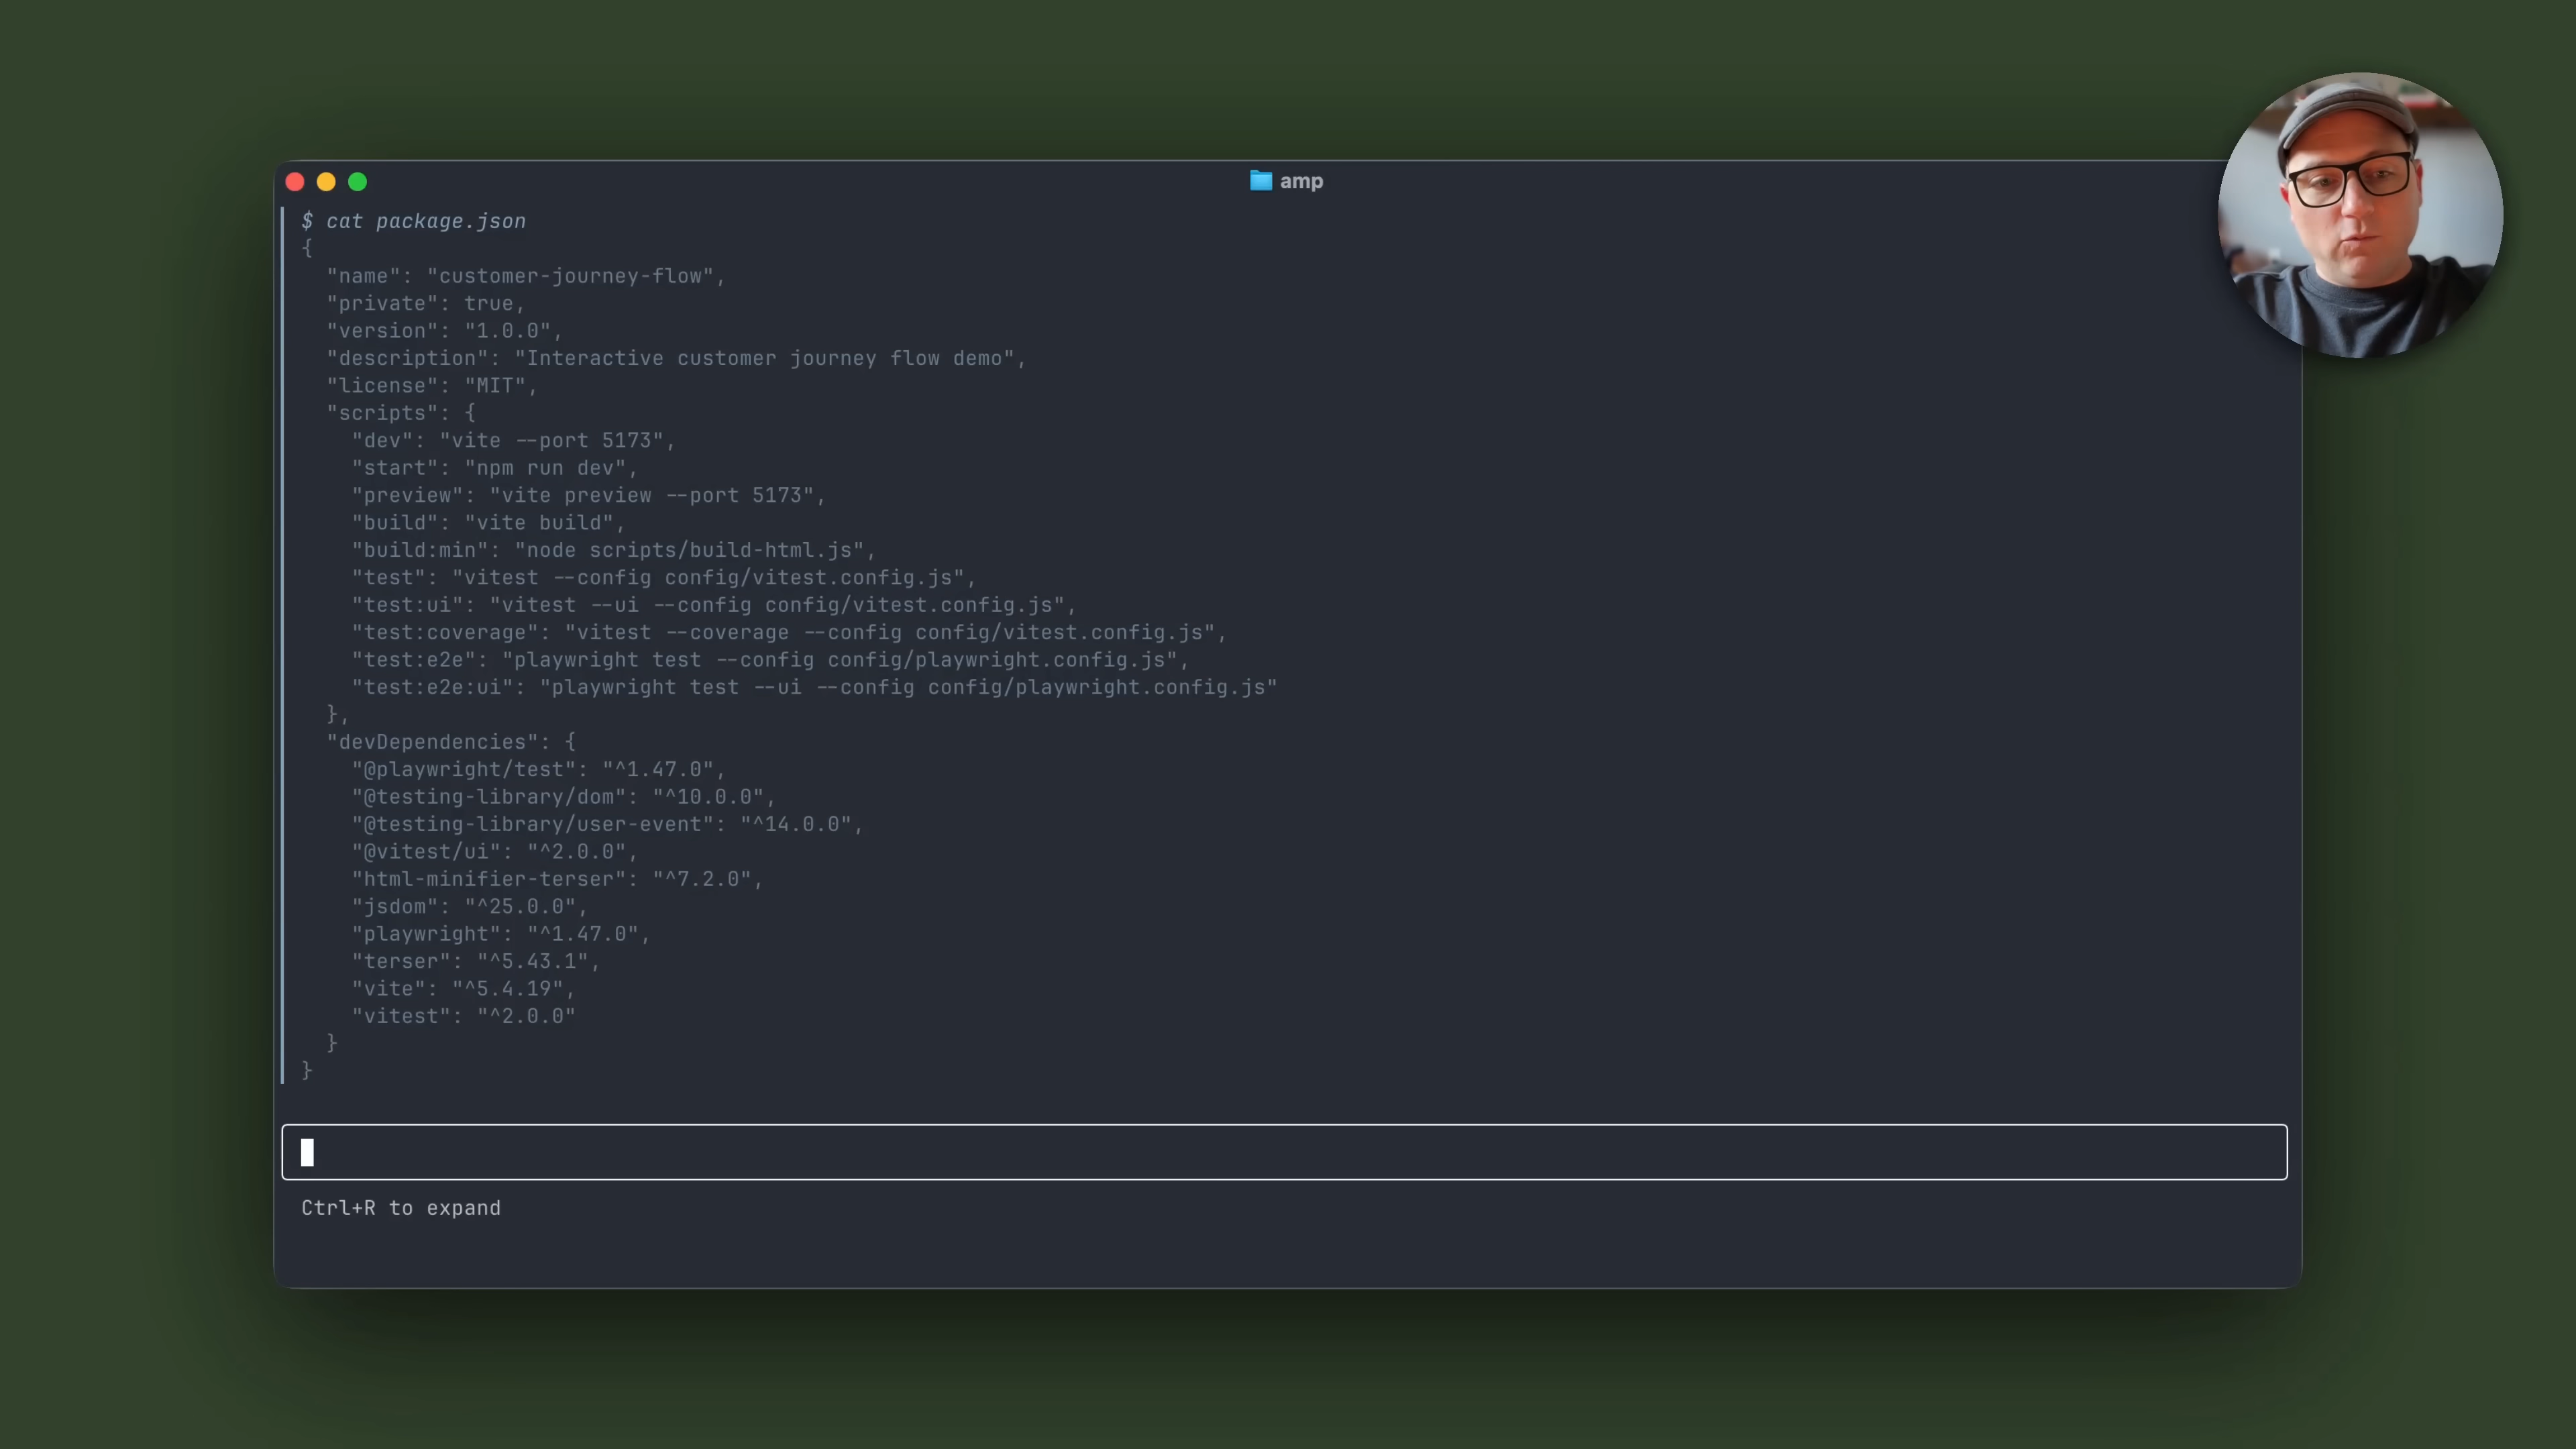 amp
$ cat package.json
{
  "name": "customer-journey-flow",
  "private": true,
  "version": "1.0.0",
  "description": "Interactive customer journey flow demo",
  "license": "MIT",
  "scripts": {
    "dev": "vite --port 5173",
    "start": "npm run dev",
    "preview": "vite preview --port 5173",
    "build": "vite build",
    "build:min": "node scripts/build-html.js",
    "test": "vitest --config config/vitest.config.js",
    "test:ui": "vitest --ui --config config/vitest.config.js",
    "test:coverage": "vitest --coverage --config config/vitest.config.js",
    "test:e2e": "playwright test --config config/playwright.config.js",
    "test:e2e:ui": "playwright test --ui --config config/playwright.config.js"
  },
  "devDependencies": {
    "@playwright/test": "^1.47.0",
    "@testing-library/dom": "^10.0.0",
    "@testing-library/user-event": "^14.0.0",
    "@vitest/ui": "^2.0.0",
    "html-minifier-terser": "^7.2.0",
    "jsdom": "^25.0.0",
    "playwright": "^1.47.0",
    "terser": "^5.43.1",
    "vite": "^5.4.19",
    "vitest": "^2.0.0"
  }
}
Ctrl+R to expand